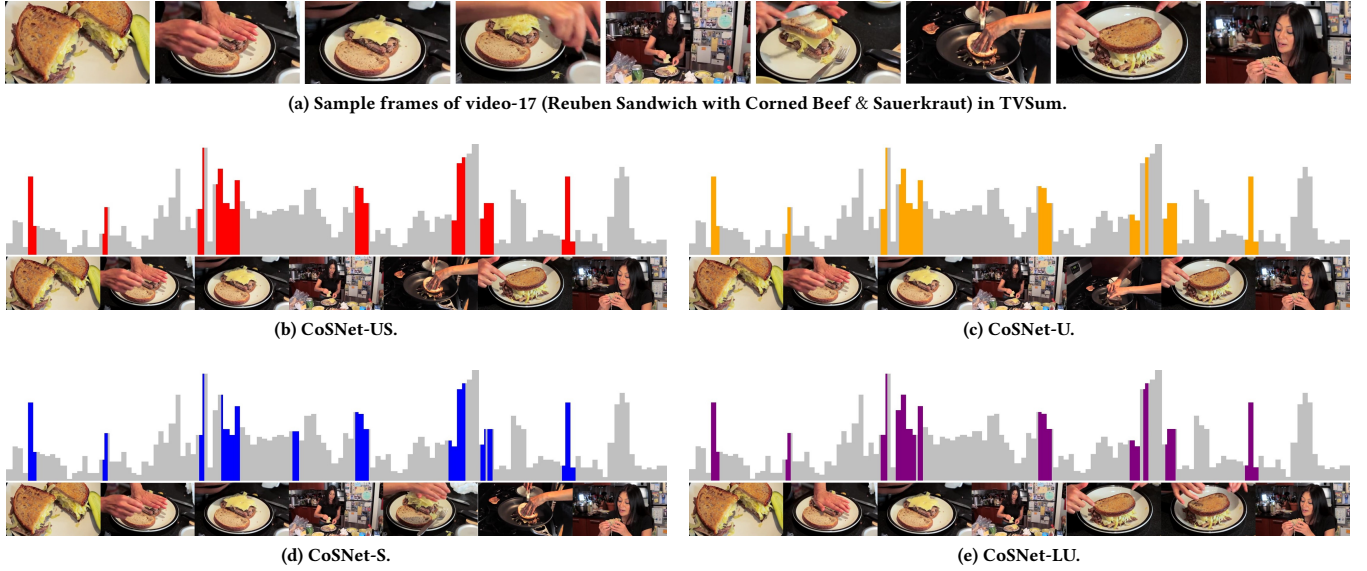 (a) Sample frames of video-17 (Reuben Sandwich with Corned Beef & Sauerkraut) in TVSum.
(b) CoSNet-US.
(c) CoSNet-U.
(d) CoSNet-S.
(e) CoSNet-LU.